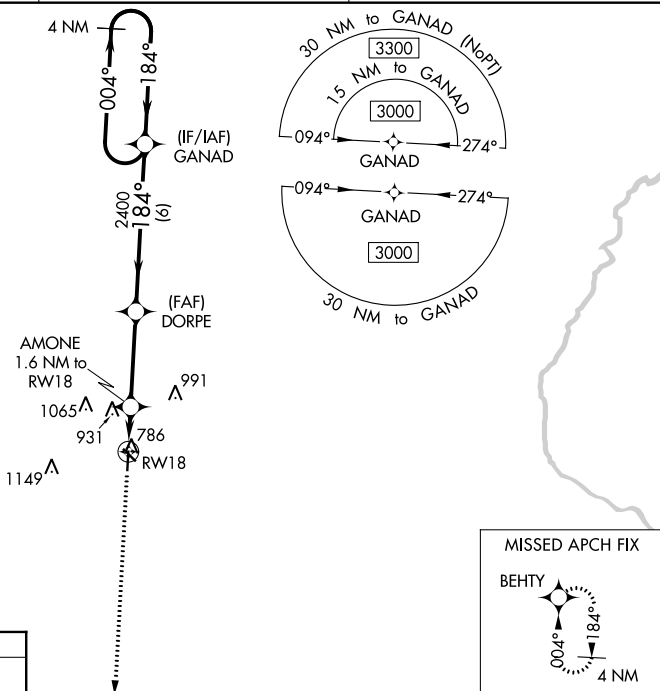 4 NM
004°
184°
(IF/IAF)
GANAD
2400
184°
(6)
(FAF)
DORPE
AMONE
1.6 NM to
RW18
991
1065
931
786
RW18
1149
30 NM to GANAD (NoPT)
3300
15 NM to GANAD
3000
094°
274°
GANAD
094°
274°
GANAD
3000
30 NM to GANAD
MISSED APCH FIX
BEHTY
004°
184°
4 NM